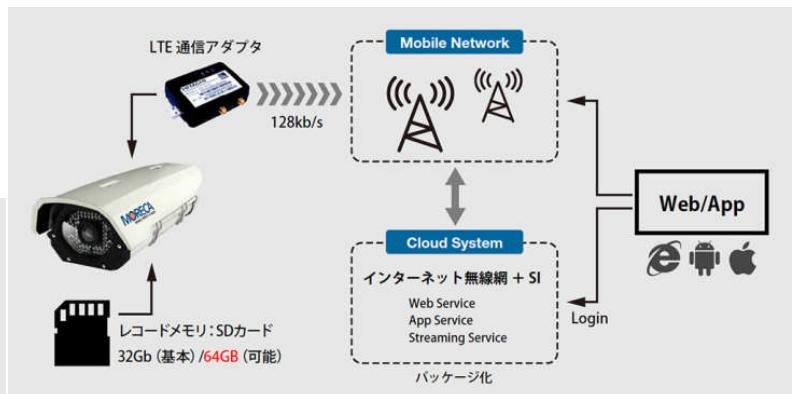 LTE 通信アダプタ
128kb/s
Mobile Network
MORECA
レコードメモリ：SDカード
32Gb（基本）/64GB（可能）
Cloud System
インターネット無線網 + SI
Web Service
App Service
Streaming Service
パッケージ化
Web/App
Login